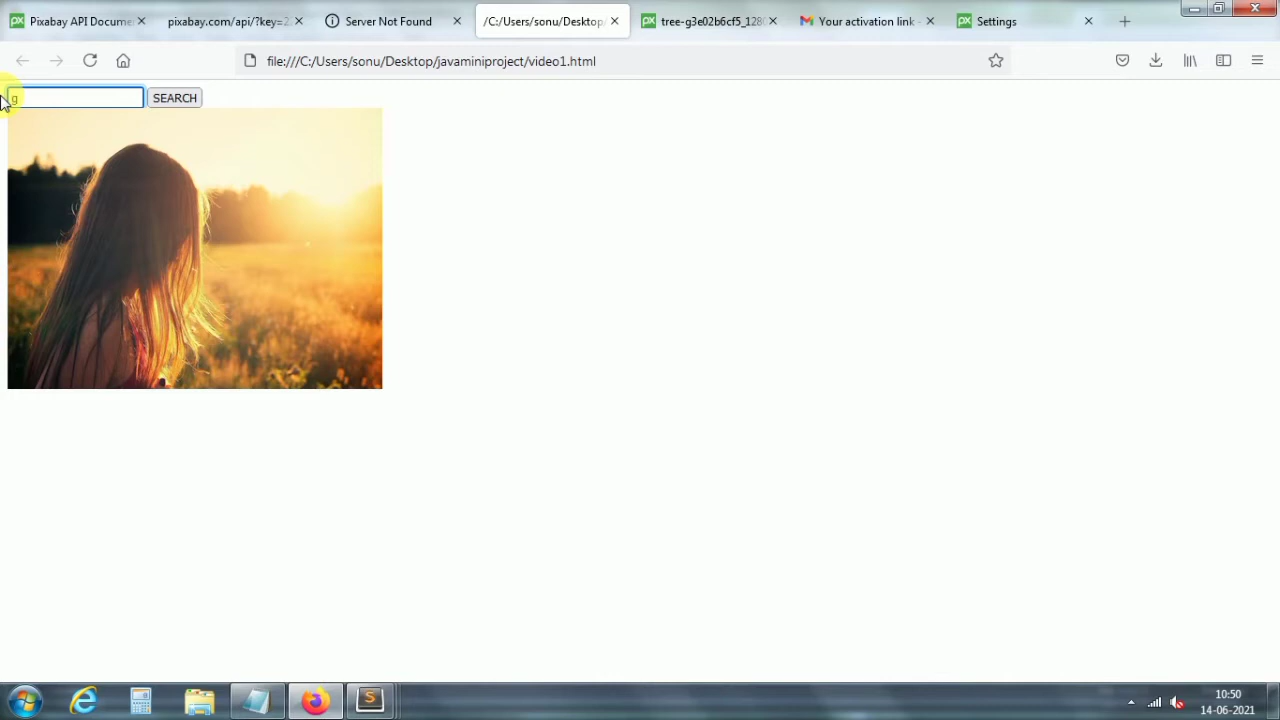 Pixabay API Docume
pixabay.com/api/?key=2
Server Not Found
/C:/Users/sonu/Desktop/
tree-g3e02b6cf5_1280
Your activation link -
Settings
file:///C:/Users/sonu/Desktop/javaminiproject/video1.html
g
SEARCH
10:50
14-06-2021